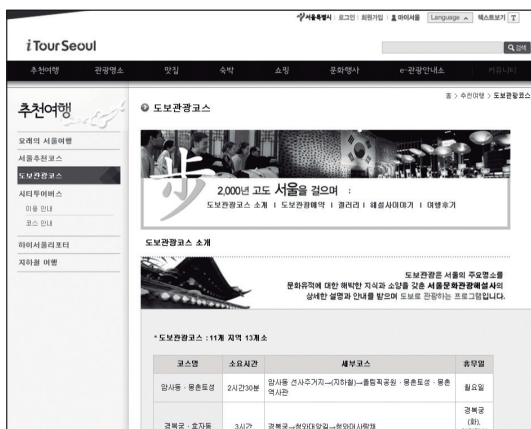 서울특별시 | 로그인 | 회원가입 | 마이서울 Language 텍스트보기 T
i Tour Seoul
검색
추천여행 관광명소 맛집 숙박 쇼핑 문화행사 e-관광안내소 커뮤니티
홈 > 추천여행 > 도보관광코스
추천여행
도보관광코스
오래의 서울여행
서울추천코스
도보관광코스
시티투어버스
이용 안내
코스 안내
하이서울리포터
지하철 여행
步
2,000년 고도 서울을 걸으며 :
도보관광코스 소개 | 도보관광예약 | 갤러리 | 해설사이야기 | 여행후기
도보관광코스 소개
도보관광은 서울의 주요명소를
문화유적에 대한 해박한 지식과 소양을 갖춘 서울문화관광해설사의
상세한 설명과 안내를 받으며 도보로 관광하는 프로그램입니다.
* 도보관광코스 : 11개 지역 13개소
코스명 소요시간 세부코스 휴무일
암사동ㆍ몽촌토성 2시간30분 암사동 선사주거지→(지하철)→올림픽공원ㆍ몽촌토성ㆍ몽촌
역사관 월요일
경복궁ㆍ효자동 3시간 경복궁→청와대앞길→청와대사랑채 경복궁
(화),